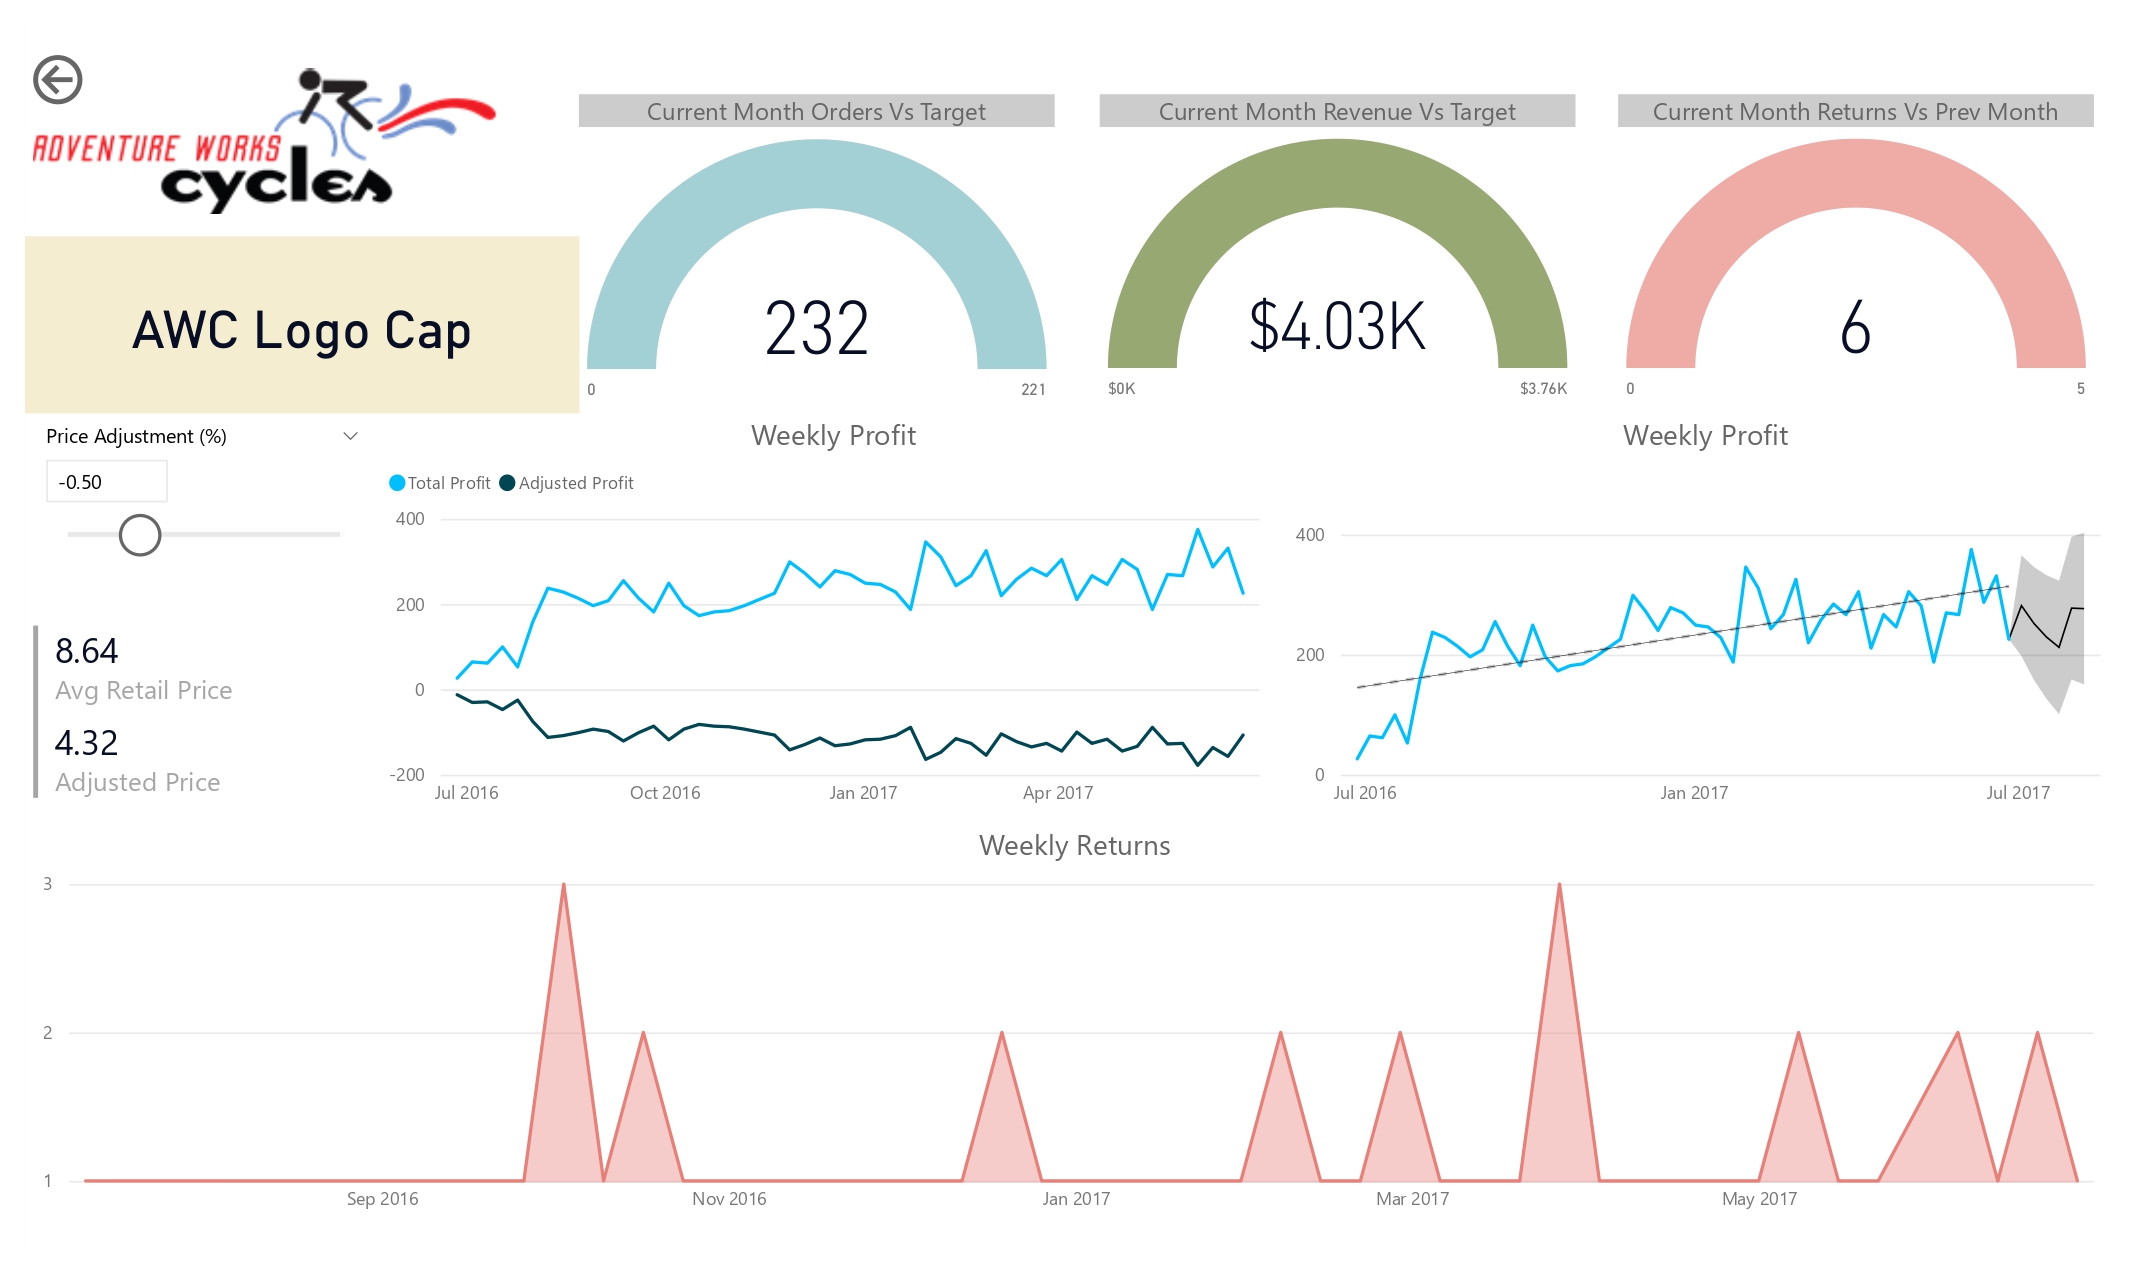 ADVENTURE WORKS
cycles
AWC Logo Cap
Current Month Orders Vs Target
232
0
221
Current Month Revenue Vs Target
$4.03K
$0K
$3.76K
Current Month Returns Vs Prev Month
6
0
5
Price Adjustment (%)
-0.50
8.64
Avg Retail Price
4.32
Adjusted Price
Weekly Profit
Total Profit
Adjusted Profit
400
200
0
-200
Jul 2016
Oct 2016
Jan 2017
Apr 2017
Weekly Profit
400
200
0
Jul 2016
Jan 2017
Jul 2017
Weekly Returns
3
2
1
Sep 2016
Nov 2016
Jan 2017
Mar 2017
May 2017